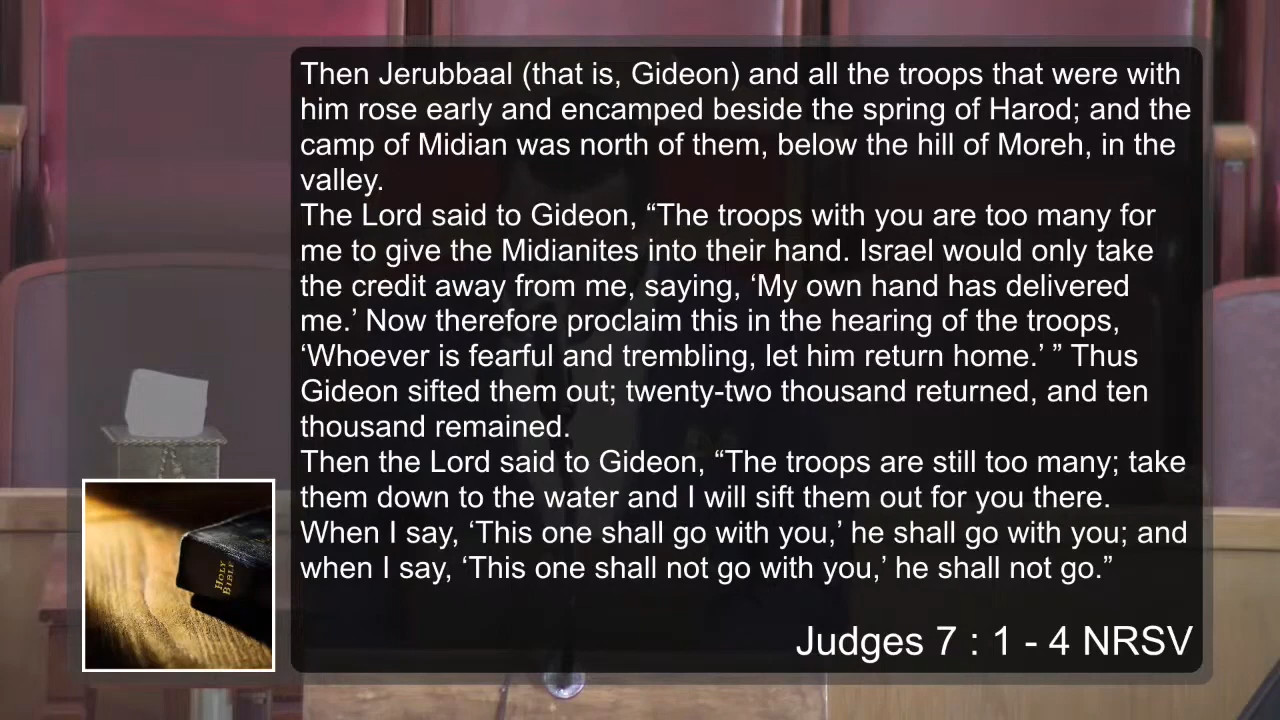 Then Jerubbaal (that is, Gideon) and all the troops that were with
him rose early and encamped beside the spring of Harod; and the
camp of Midian was north of them, below the hill of Moreh, in the
valley.
The Lord said to Gideon, “The troops with you are too many for
me to give the Midianites into their hand. Israel would only take
the credit away from me, saying, ‘My own hand has delivered
me.’ Now therefore proclaim this in the hearing of the troops,
‘Whoever is fearful and trembling, let him return home.’ ” Thus
Gideon sifted them out; twenty-two thousand returned, and ten
thousand remained.
Then the Lord said to Gideon, “The troops are still too many; take
them down to the water and I will sift them out for you there.
When I say, ‘This one shall go with you,’ he shall go with you; and
when I say, ‘This one shall not go with you,’ he shall not go.”
HOLY
BIBLE
Judges 7 : 1 - 4 NRSV